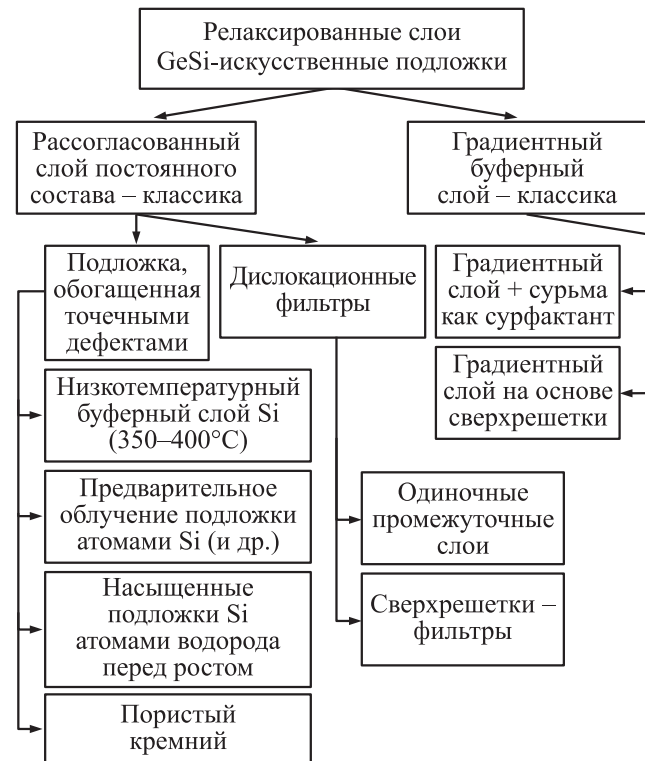 Релаксированные слои
GeSi-искусственные подложки
Рассогласованный
слой постоянного
состава – классика
Градиентный
буферный
слой – классика
Подложка,
обогащенная
точечными
дефектами
Дислокационные
фильтры
Градиентный
слой + сурьма
как сурфактант
Градиентный
слой на основе
сверхрешетки
Низкотемпературный
буферный слой Si
(350–400°C)
Предварительное
облучение подложки
атомами Si (и др.)
Насыщенные
подложки Si
атомами водорода
перед ростом
Пористый
кремний
Одиночные
промежуточные
слои
Сверхрешетки –
фильтры